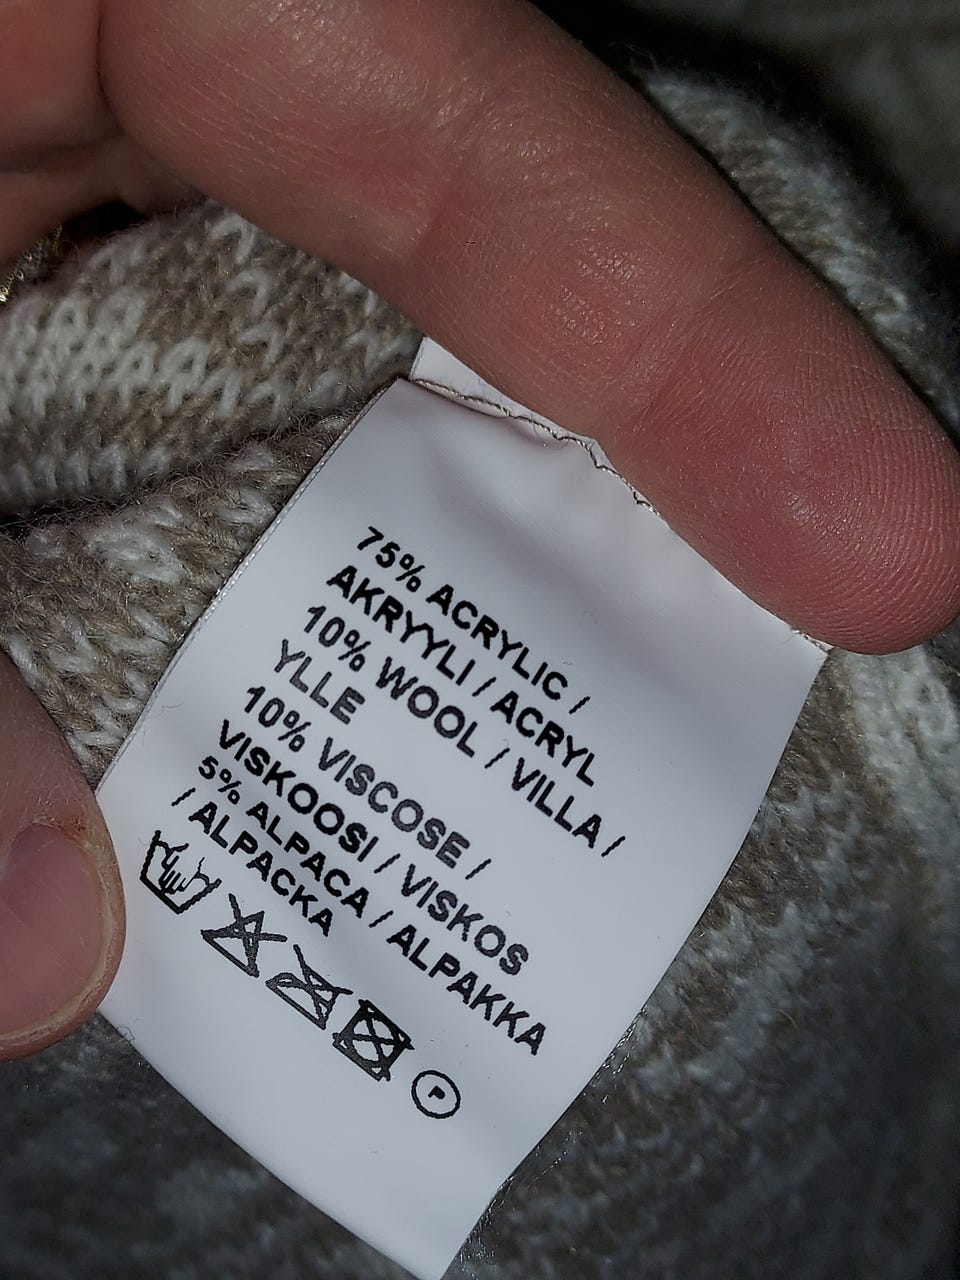 75% ACRYLIC /
AKRYYLI / ACRYL
10% WOOL / VILLA /
YLLE
10% VISCOSE /
VISKOOSI / VISKOS
5% ALPACA / ALPAKKA
/ ALPACKA
P